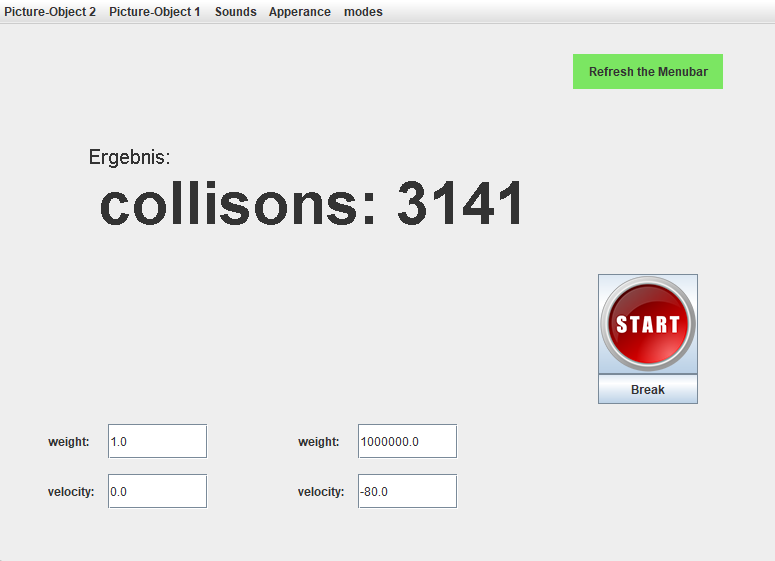 Picture-Object 2 Picture-Object 1 Sounds Apperance modes
Refresh the Menubar
Ergebnis:
collisons: 3141
START
Break
weight: 1.0 weight: 1000000.0
velocity: 0.0 velocity: -80.0